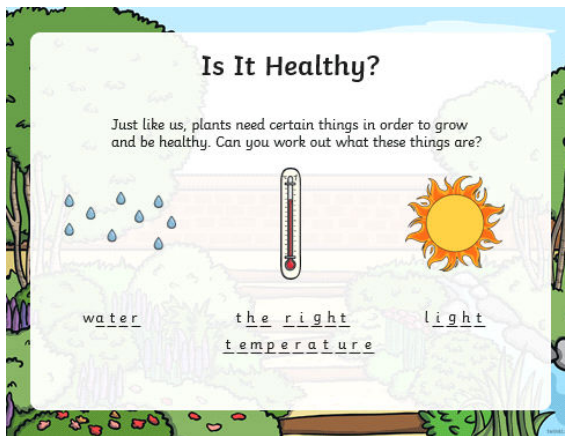 Is It Healthy?
Just like us, plants need certain things in order to grow
and be healthy. Can you work out what these things are?
water
the right
light
temperature